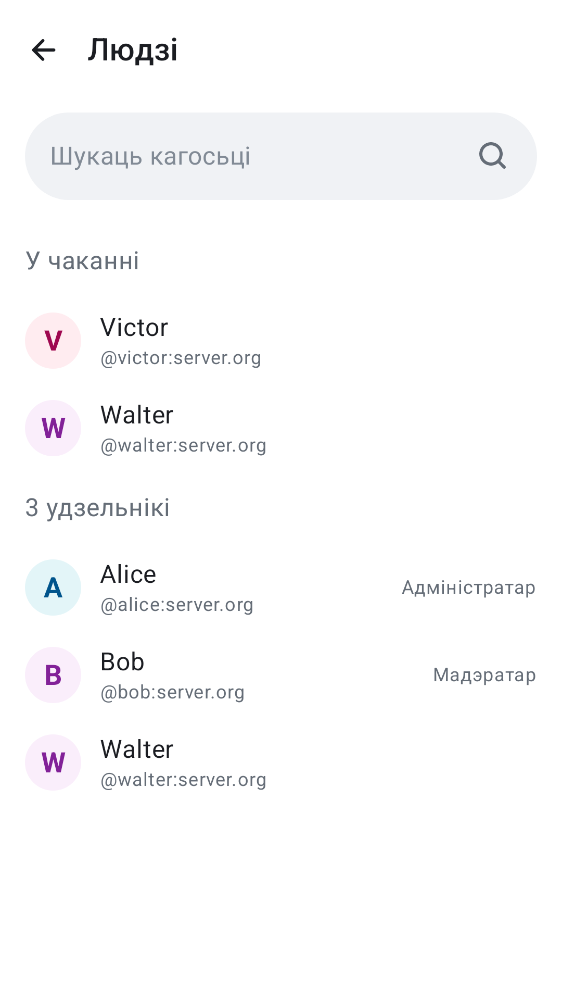 Людзі
Шукаць кагосьці
У чаканні
V
Victor
@victor:server.org
W
Walter
@walter:server.org
3 удзельнікі
A
Alice
@alice:server.org
Адміністратар
B
Bob
@bob:server.org
Мадэратар
W
Walter
@walter:server.org